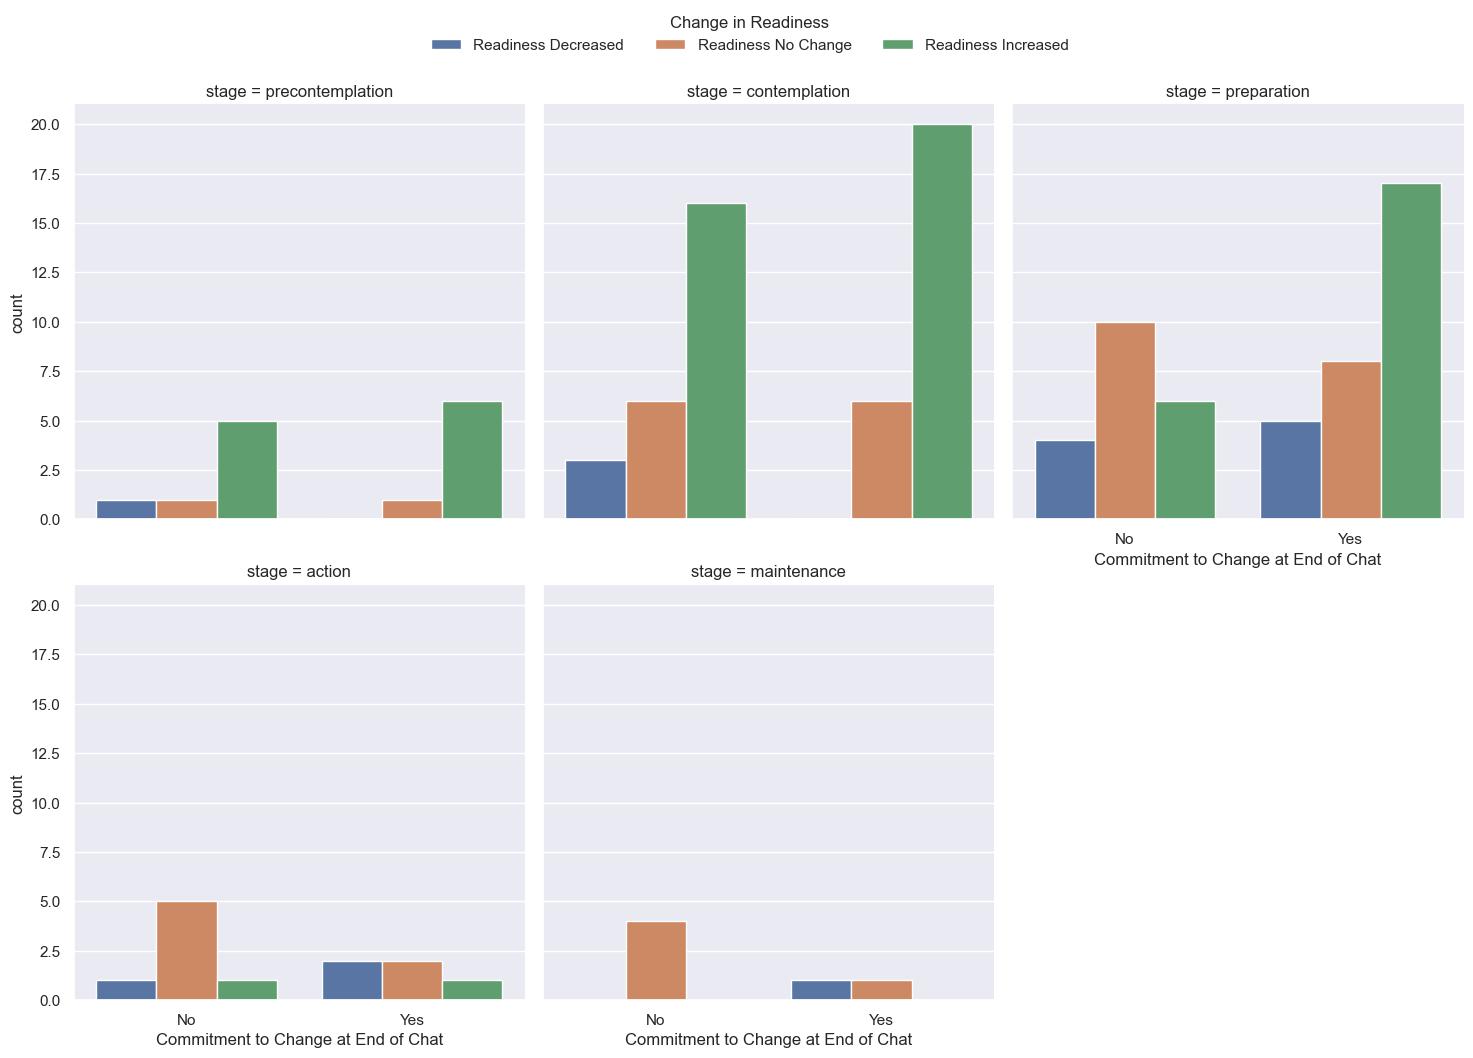 Change in Readiness
Readiness Decreased Readiness No Change Readiness Increased
stage = precontemplation
stage = contemplation
stage = preparation
20.0
17.5
15.0
12.5
10.0
7.5
5.0
2.5
0.0
count
No Yes
Commitment to Change at End of Chat
stage = action
stage = maintenance
20.0
17.5
15.0
12.5
10.0
7.5
5.0
2.5
0.0
count
No Yes
Commitment to Change at End of Chat
No Yes
Commitment to Change at End of Chat